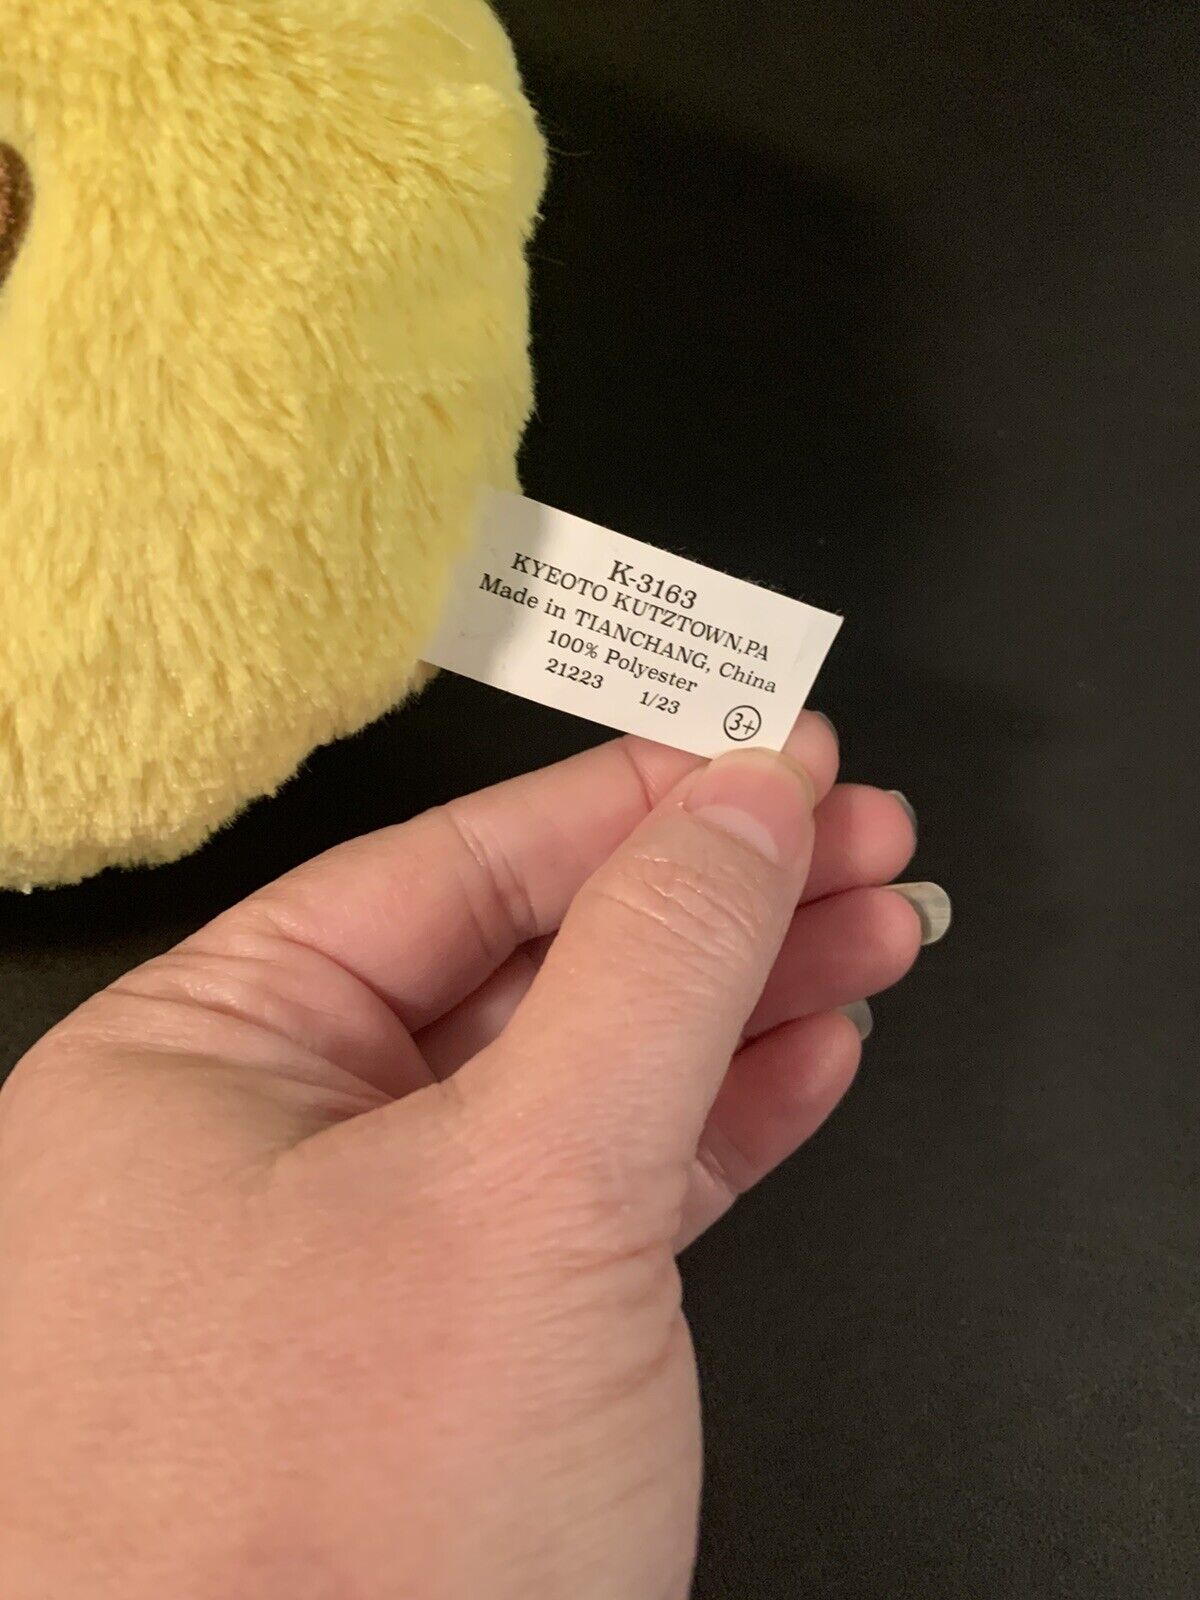 K-3163
KYEOTO KUTZTOWN,PA
Made in TIANCHANG, China
100% Polyester
21223 1/23 3+